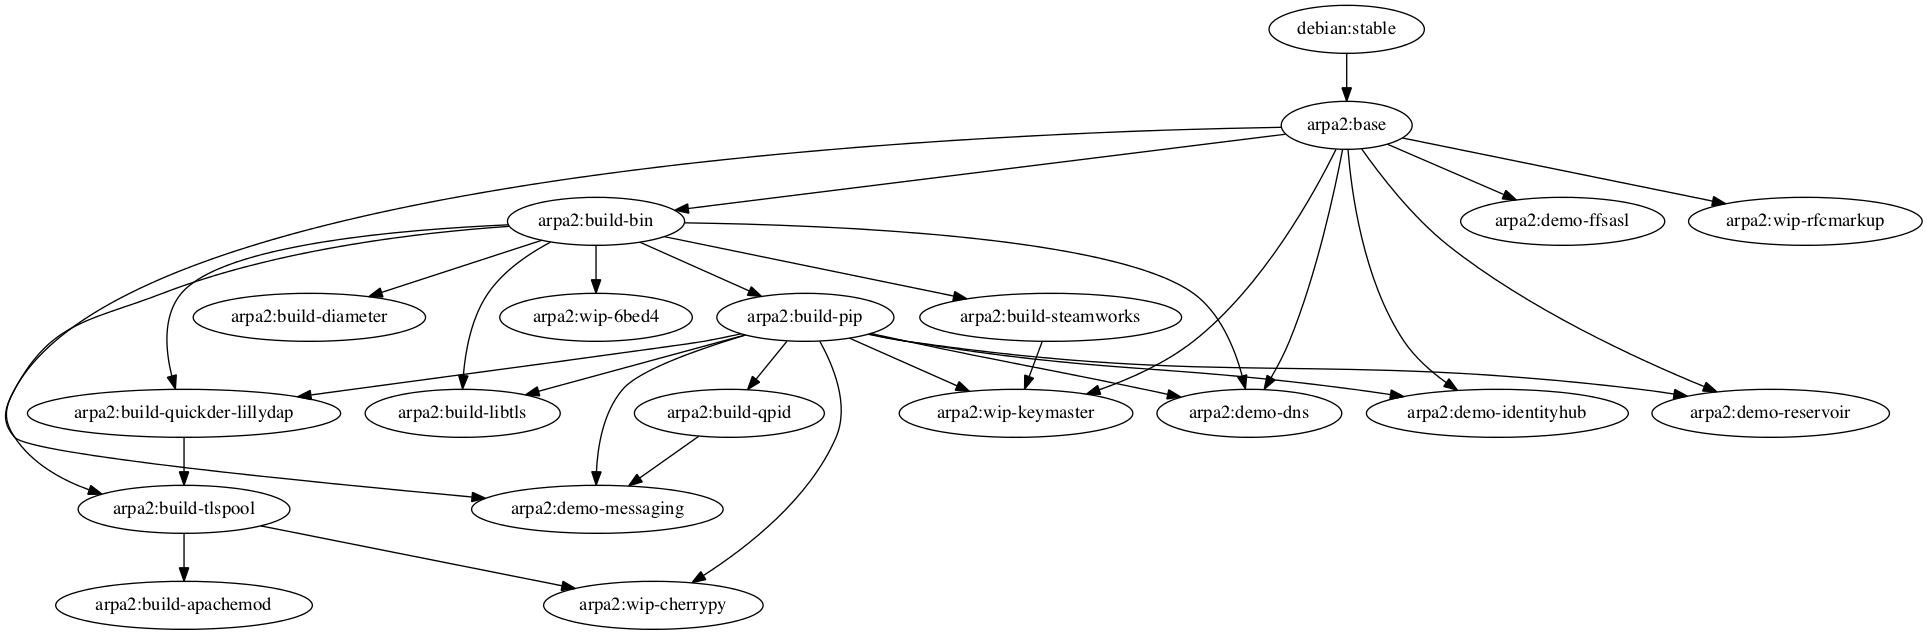 debian:stable
arpa2:base
arpa2:build-bin
arpa2:demo-ffsasl
arpa2:wip-rfcmarkup
arpa2:build-diameter
arpa2:wip-6bed4
arpa2:build-pip
arpa2:build-steamworks
arpa2:build-quickder-lillydap
arpa2:build-libtls
arpa2:build-qpid
arpa2:wip-keymaster
arpa2:demo-dns
arpa2:demo-identityhub
arpa2:demo-reservoir
arpa2:build-tlspool
arpa2:demo-messaging
arpa2:build-apachemod
arpa2:wip-cherrypy